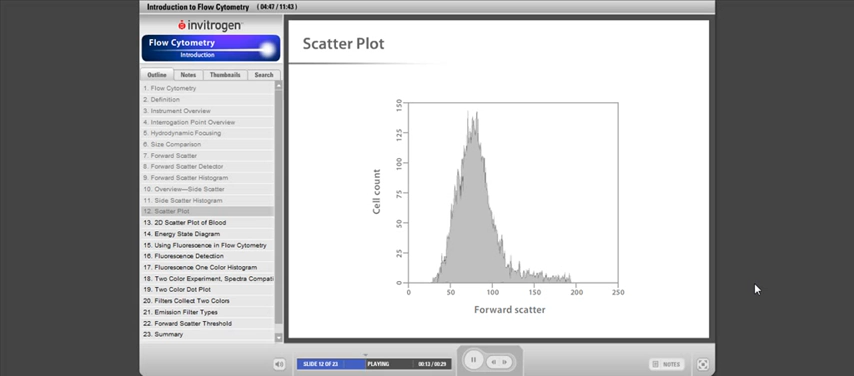 Introduction to Flow Cytometry ( 04:47 / 11:43 )
invitrogen
Flow Cytometry
Introduction
Outline Notes Thumbnails Search
1. Flow Cytometry
2. Definition
3. Instrument Overview
4. Interrogation Point Overview
5. Hydrodynamic Focusing
6. Size Comparison
7. Forward Scatter
8. Forward Scatter Detector
9. Forward Scatter Histogram
10. Overview—Side Scatter
11. Side Scatter Histogram
12. Scatter Plot
13. 2D Scatter Plot of Blood
14. Energy State Diagram
15. Using Fluorescence in Flow Cytometry
16. Fluorescence Detection
17. Fluorescence One Color Histogram
18. Two Color Experiment, Spectra Compati
19. Two Color Dot Plot
20. Filters Collect Two Colors
21. Emission Filter Types
22. Forward Scatter Threshold
23. Summary
Scatter Plot
150
125
100
75
50
25
0
Cell count
0 50 100 150 200 250
Forward scatter
SLIDE 12 OF 23 PLAYING 00:13 / 00:29
NOTES